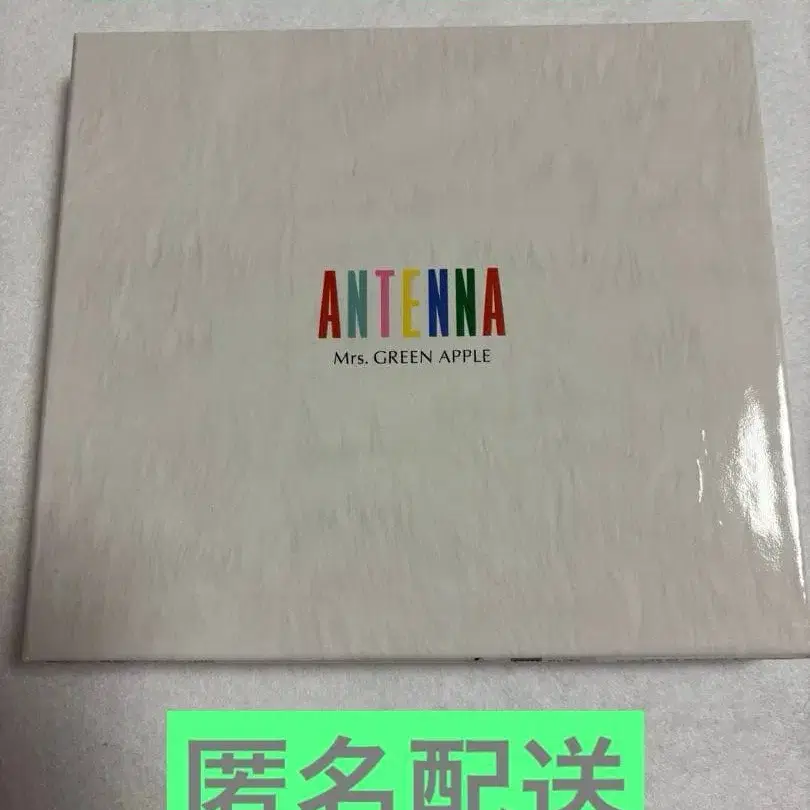 ANTENNA
Mrs. GREEN APPLE
匿名配送